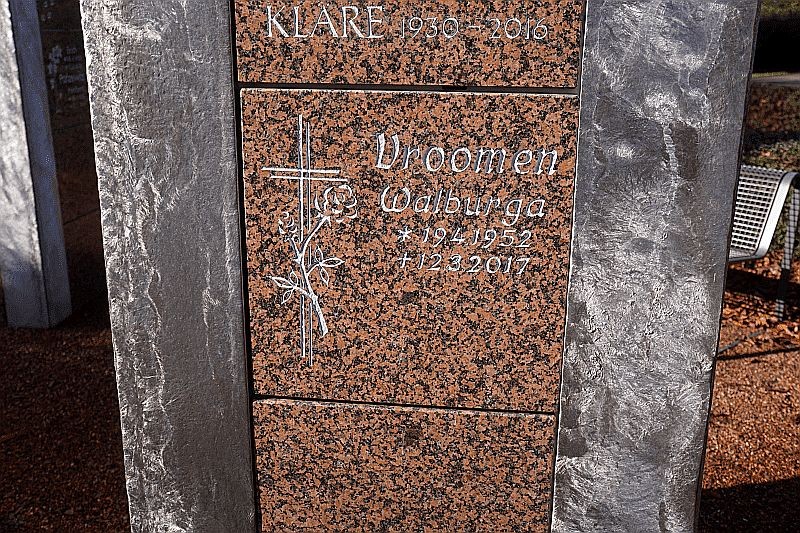 KLARE 1930-2016
Vroomen
Walburga
* 19.4.1952
+ 12.3.2017